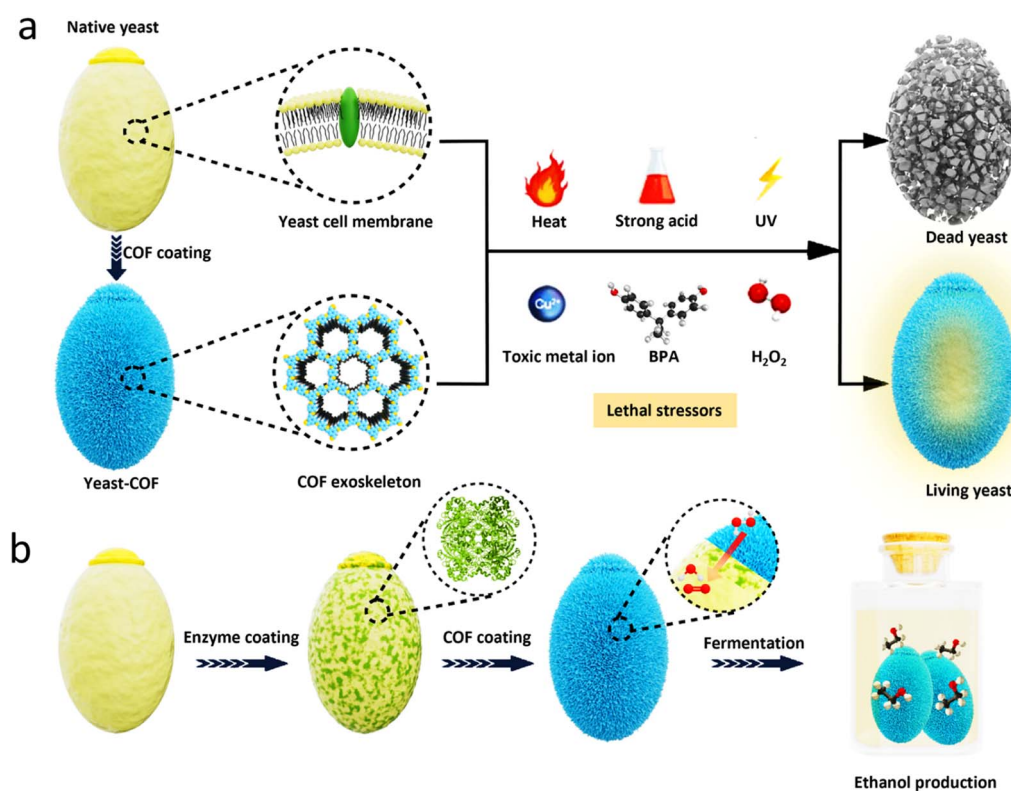 a
Native yeast
Yeast cell membrane
COF coating
Yeast-COF
COF exoskeleton
Heat
Strong acid
UV
Cu²⁺
Toxic metal ion
BPA
H₂O₂
Lethal stressors
Dead yeast
Living yeast
b
Enzyme coating
COF coating
Fermentation
Ethanol production